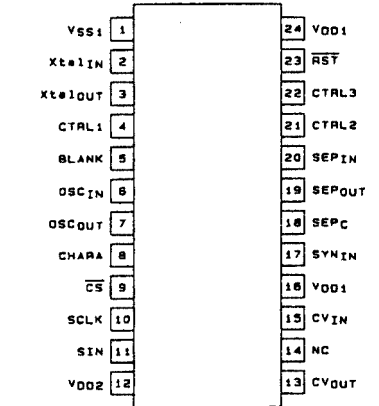 VSS1 1
XtalIN 2
XtalOUT 3
CTRL1 4
BLANK 5
OSCIN 6
OSCOUT 7
CHARA 8
CS 9
SCLK 10
SIN 11
VDD2 12
24 VDD1
23 RST
22 CTRL3
21 CTRL2
20 SEPIN
19 SEPOUT
18 SEPC
17 SYNIN
16 VDD1
15 CVIN
14 NC
13 CVOUT